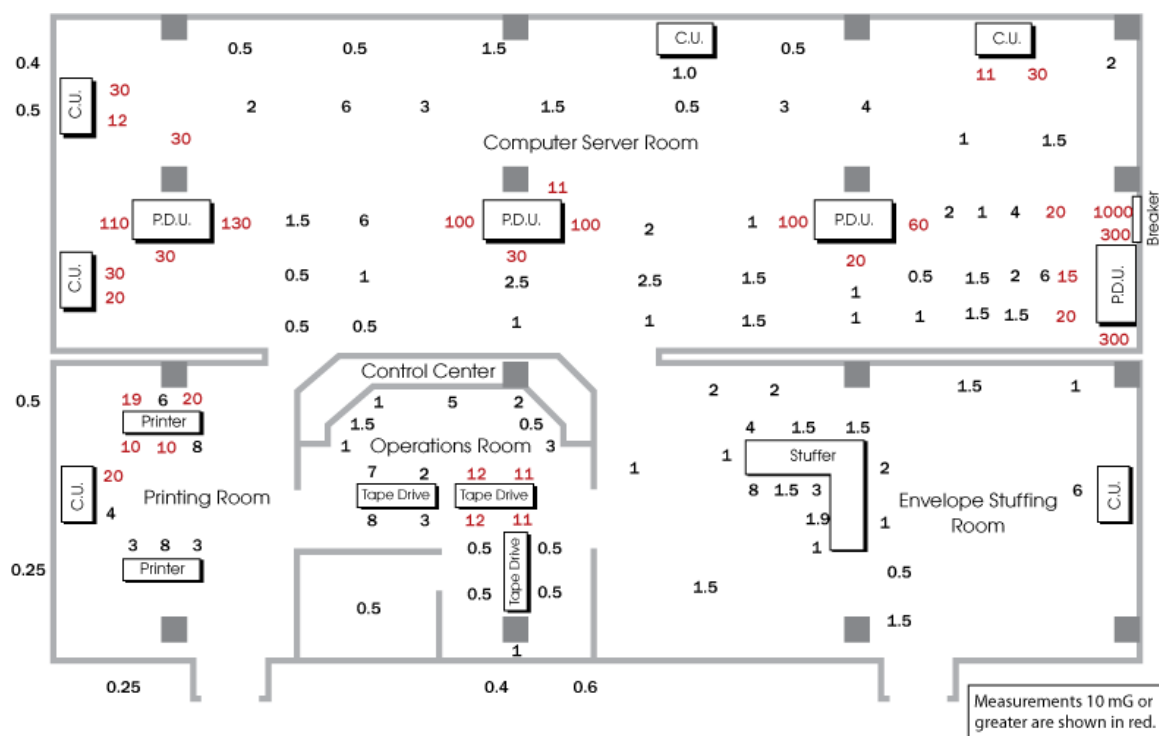 0.5 0.5 1.5 C.U. 0.5 C.U.
0.4 1.0 11 30 2
C.U. 30
0.5 12 2 6 3 1.5 0.5 3 4
30 Computer Server Room 1 1.5
11
110 P.D.U. 130 1.5 6 100 P.D.U. 100 2 1 100 P.D.U. 60 2 1 4 20 1000 Breaker
30 30 20 300
C.U. 30 0.5 1 2.5 2.5 1.5 0.5 1.5 2 6 15 P.D.U.
20 1
0.5 0.5 1 1 1.5 1 1 1.5 1.5 20
300
Control Center
0.5 19 6 20 1 5 2 2 2 1.5 1
Printer 1.5 0.5 4 1.5 1.5
10 10 8 1 Operations Room 3 1 Stuffer
C.U. 20 7 2 12 11 1 2 6 C.U.
Printing Room Tape Drive Tape Drive 8 1.5 3 Envelope Stuffing
4 8 3 12 11 1.9 1 Room
3 8 3 0.5 Tape Drive 0.5 1
0.25 Printer 0.5
0.5 0.5 0.5 1.5
1.5
1
0.25 0.4 0.6
Measurements 10 mG or
greater are shown in red.